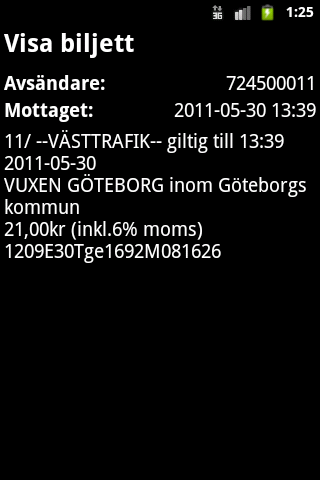 3G 1:25
Visa biljett
Avsändare: 724500011
Mottaget: 2011-05-30 13:39
11/ --VÄSTTRAFIK-- giltig till 13:39
2011-05-30
VUXEN GÖTEBORG inom Göteborgs
kommun
21,00kr (inkl.6% moms)
1209E30Tge1692M081626